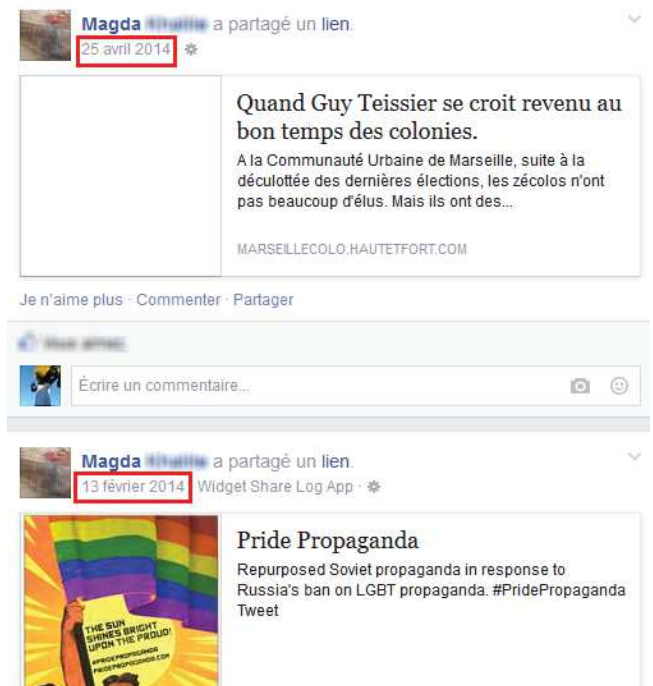 Magda a partagé un lien.
25 avril 2014
Quand Guy Teissier se croit revenu au
bon temps des colonies.
A la Communauté Urbaine de Marseille, suite à la
déculottée des dernières élections, les zécolos n'ont
pas beaucoup d'élus. Mais ils ont des...
MARSEILLECOLO.HAUTETFORT.COM
Je n'aime plus · Commenter · Partager
Écrire un commentaire...
Magda a partagé un lien.
13 février 2014 Widget Share Log App ·
Pride Propaganda
Repurposed Soviet propaganda in response to
Russia's ban on LGBT propaganda. #PridePropaganda
Tweet
THE SUN
SHINES BRIGHT
UPON THE PROUD!
#PRIDEPROPAGANDA
PRIDEPROPAGANDA.COM